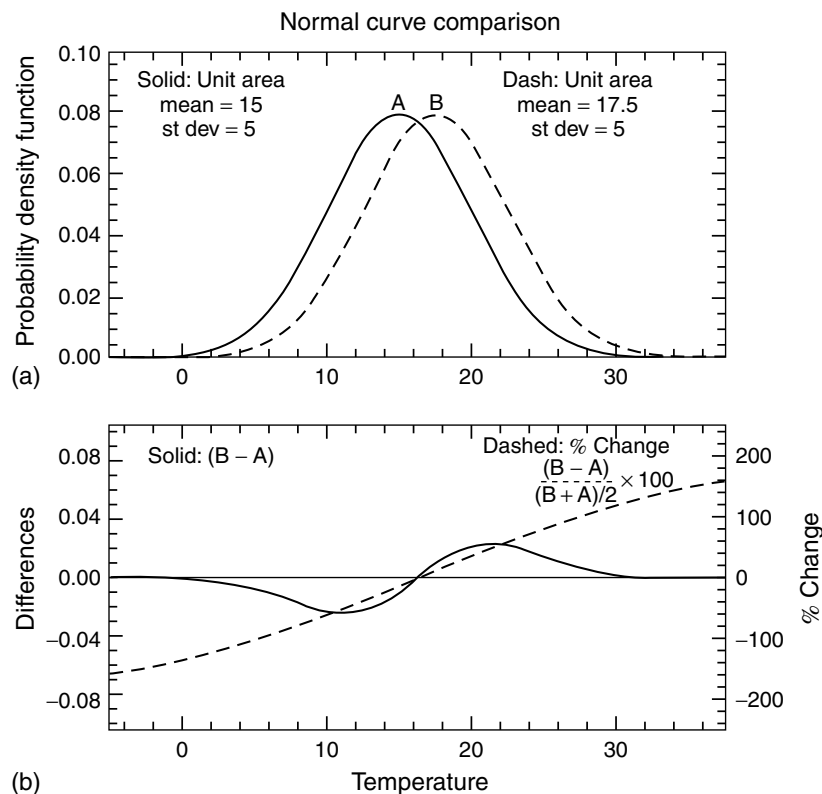 Normal curve comparison
0.10
0.08
0.06
0.04
0.02
0.00
Probability density function
Solid: Unit area
mean = 15
st dev = 5
A B
Dash: Unit area
mean = 17.5
st dev = 5
(a)
0 10 20 30
0.08
0.04
0.00
−0.04
−0.08
Differences
Solid: (B − A)
Dashed: % Change
(B − A)
(B + A)/2 × 100
200
100
0
−100
−200
% Change
0 10 20 30
(b)
Temperature